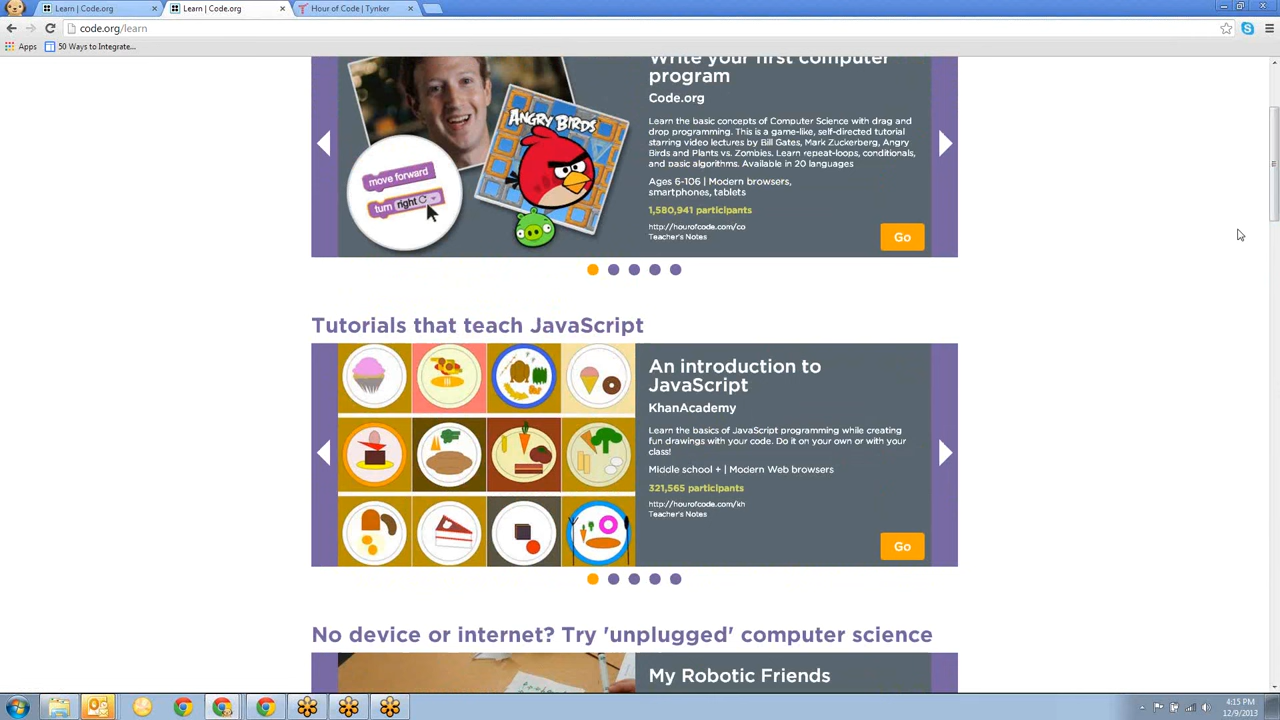 Learn | Code.org
Learn | Code.org
Hour of Code | Tynker
code.org/learn
Apps
50 Ways to Integrate...
Write your first computer
program
Code.org
Learn the basic concepts of Computer Science with drag and
drop programming. This is a game-like, self-directed tutorial
starring video lectures by Bill Gates, Mark Zuckerberg, Angry
Birds and Plants vs. Zombies. Learn repeat-loops, conditionals,
and basic algorithms. Available in 20 languages
Ages 6-106 | Modern browsers,
smartphones, tablets
1,580,941 participants
http://hourofcode.com/co
Teacher's Notes
Go
ANGRY BIRDS
move forward
turn right
Tutorials that teach JavaScript
An introduction to
JavaScript
KhanAcademy
Learn the basics of JavaScript programming while creating
fun drawings with your code. Do it on your own or with your
class!
Middle school + | Modern Web browsers
321,565 participants
http://hourofcode.com/kh
Teacher's Notes
Go
No device or internet? Try 'unplugged' computer science
My Robotic Friends
4:15 PM
12/9/2013